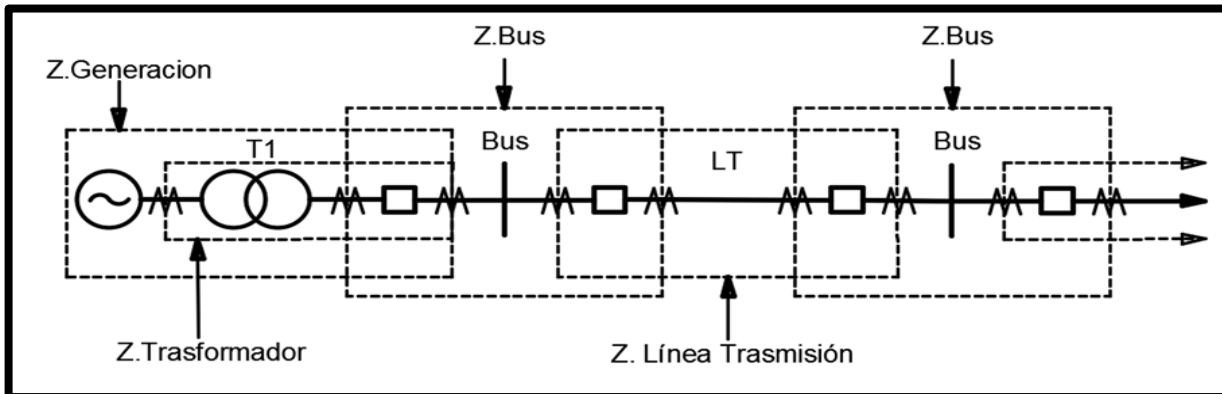 Z.Bus
Z.Bus
Z.Generacion
T1
Bus
LT
Bus
Z.Trasformador
Z. Línea Trasmisión